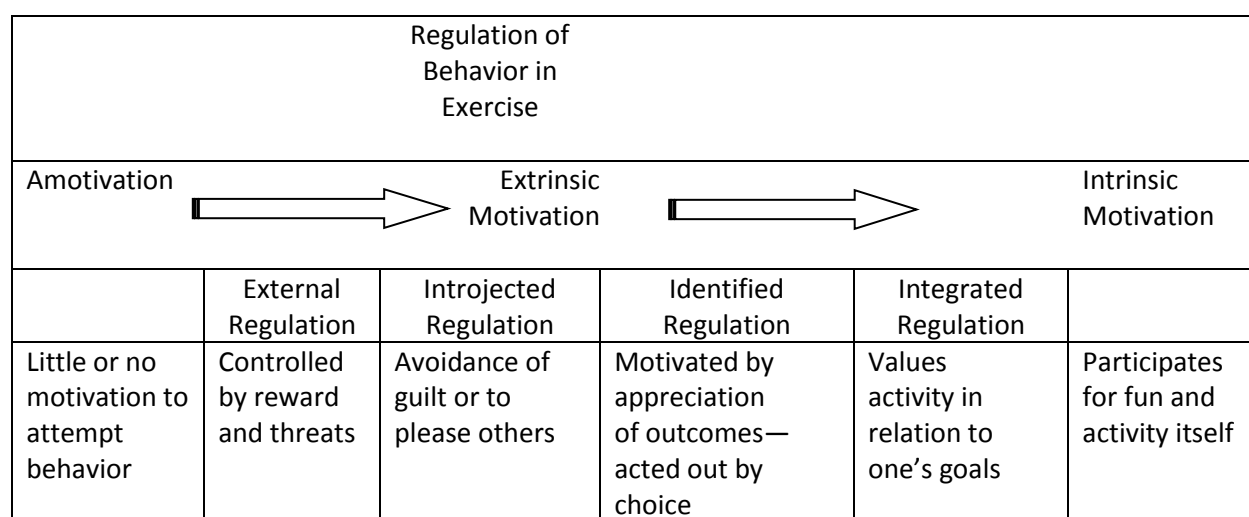 Regulation of
Behavior in
Exercise
Amotivation
Extrinsic
Motivation
Intrinsic
Motivation
External
Regulation
Introjected
Regulation
Identified
Regulation
Integrated
Regulation
Little or no
motivation to
attempt
behavior
Controlled
by reward
and threats
Avoidance of
guilt or to
please others
Motivated by
appreciation
of outcomes—
acted out by
choice
Values
activity in
relation to
one’s goals
Participates
for fun and
activity itself